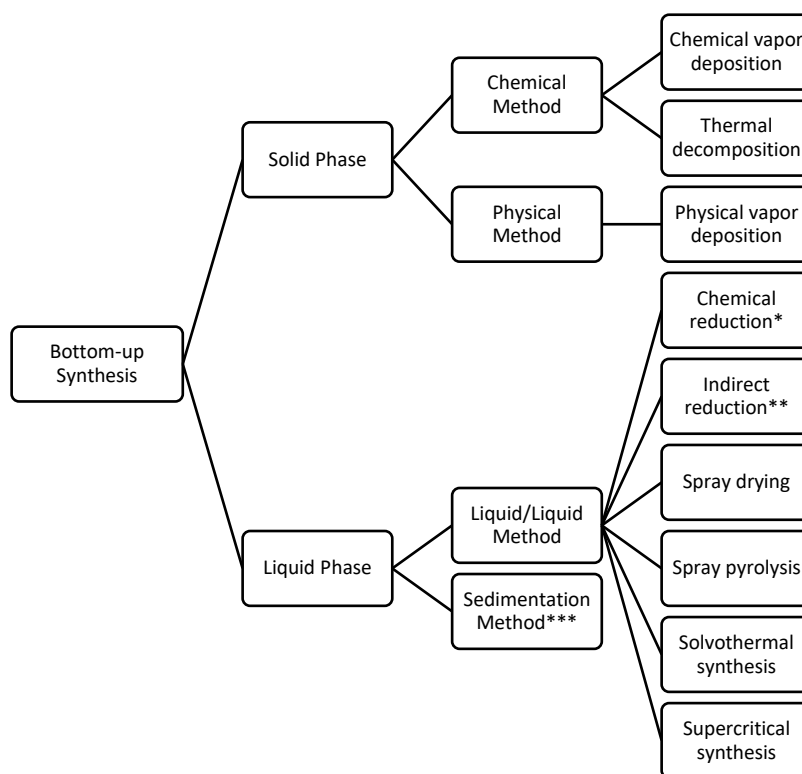 Bottom-up
Synthesis
Solid Phase
Chemical
Method
Chemical vapor
deposition
Thermal
decomposition
Physical
Method
Physical vapor
deposition
Liquid Phase
Liquid/Liquid
Method
Chemical
reduction*
Indirect
reduction**
Spray drying
Spray pyrolysis
Solvothermal
synthesis
Supercritical
synthesis
Sedimentation
Method***